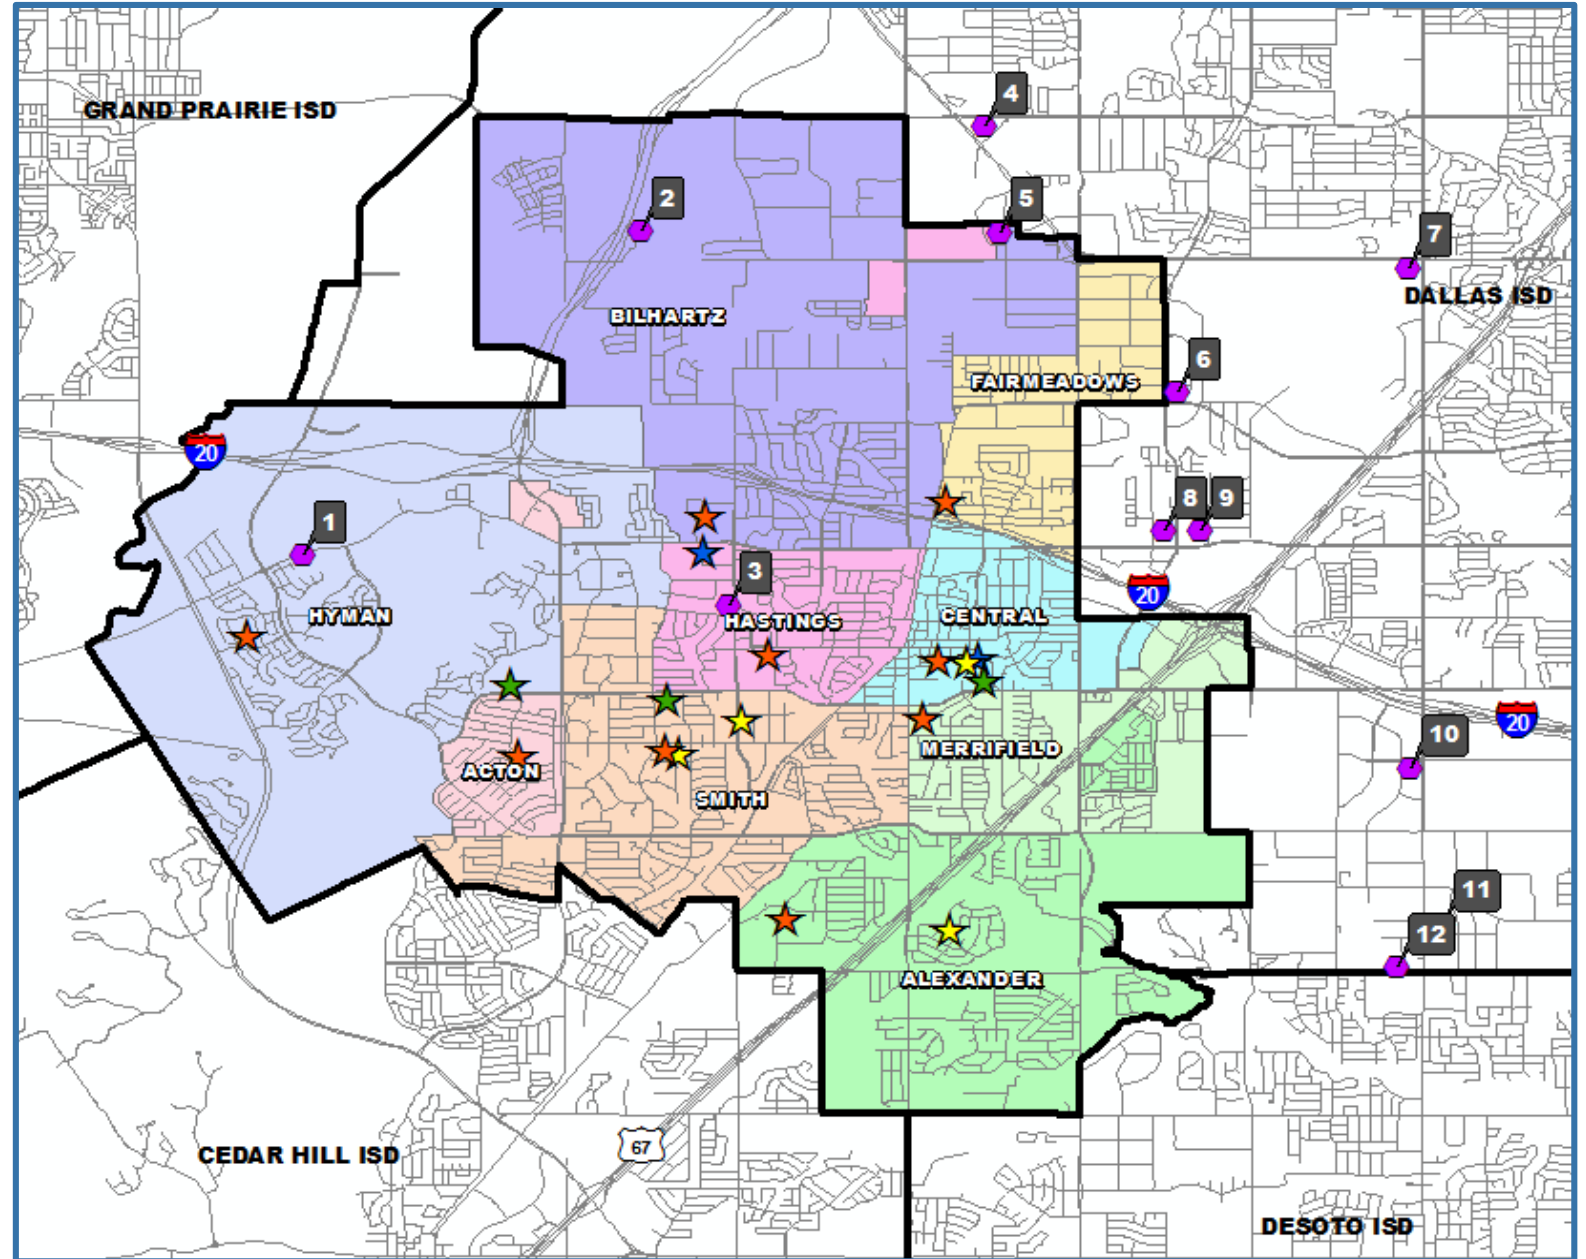 4
GRAND PRAIRIE ISD
2
5
7
DALLAS ISD
BILHARTZ
6
FAIRMEADOWS
20
8
9
1
3
20
HYMAN
HASTINGS
CENTRAL
20
10
MERRIFIELD
ACTON
SMITH
11
12
ALEXANDER
67
CEDAR HILL ISD
DESOTO ISD